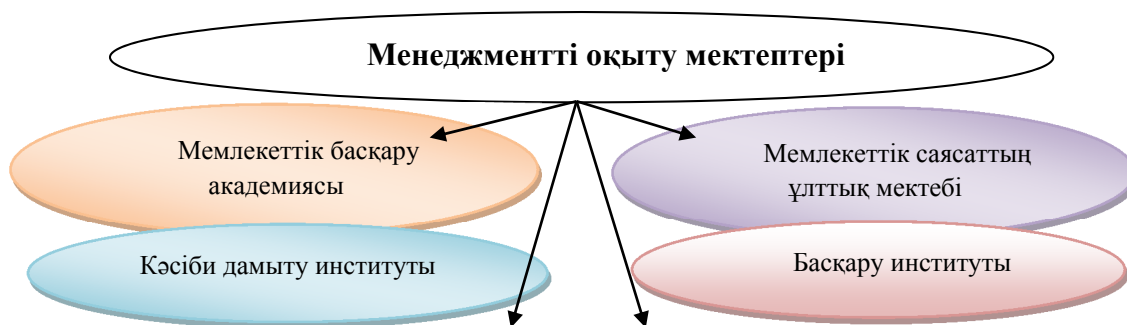 Менеджментті оқыту мектептері
Мемлекеттік басқару
академиясы
Мемлекеттік саясаттың
ұлттық мектебі
Кәсіби дамыту институты
Басқару институты